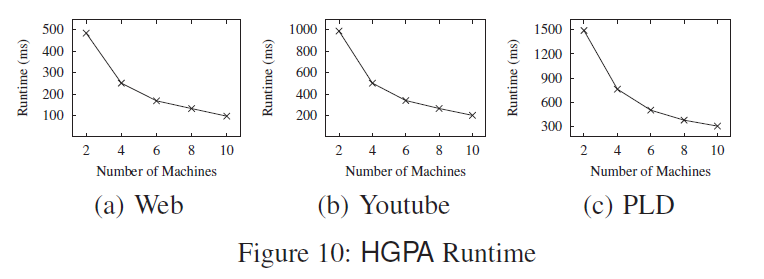 500
400
300
200
100
Runtime (ms)
2 4 6 8 10
Number of Machines
(a) Web
1000
800
600
400
200
Runtime (ms)
2 4 6 8 10
Number of Machines
(b) Youtube
1500
1200
900
600
300
Runtime (ms)
2 4 6 8 10
Number of Machines
(c) PLD
Figure 10: HGPA Runtime